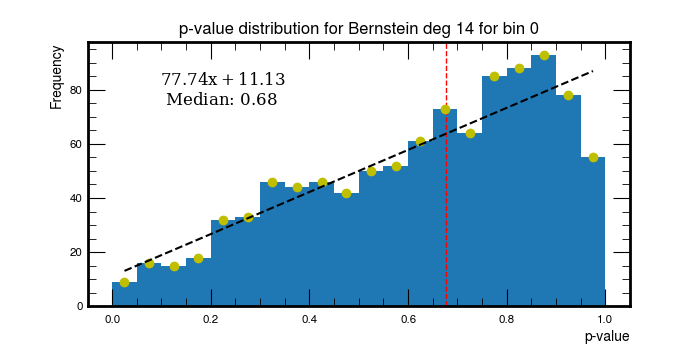 p-value distribution for Bernstein deg 14 for bin 0
Frequency
77.74x + 11.13
Median: 0.68
80
60
40
20
0
0.0 0.2 0.4 0.6 0.8 1.0
p-value